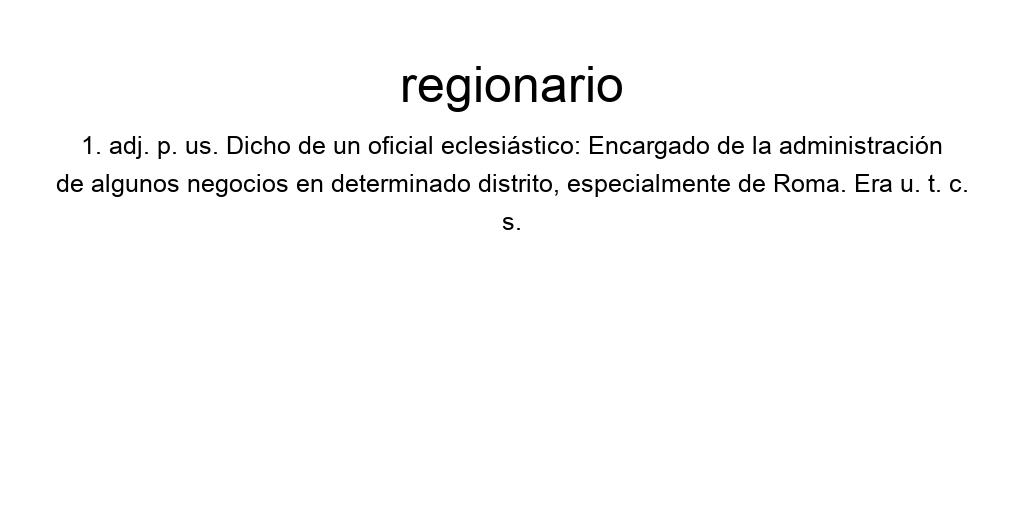 regionario
1. adj. p. us. Dicho de un oficial eclesiástico: Encargado de la administración
de algunos negocios en determinado distrito, especialmente de Roma. Era u. t. c.
s.